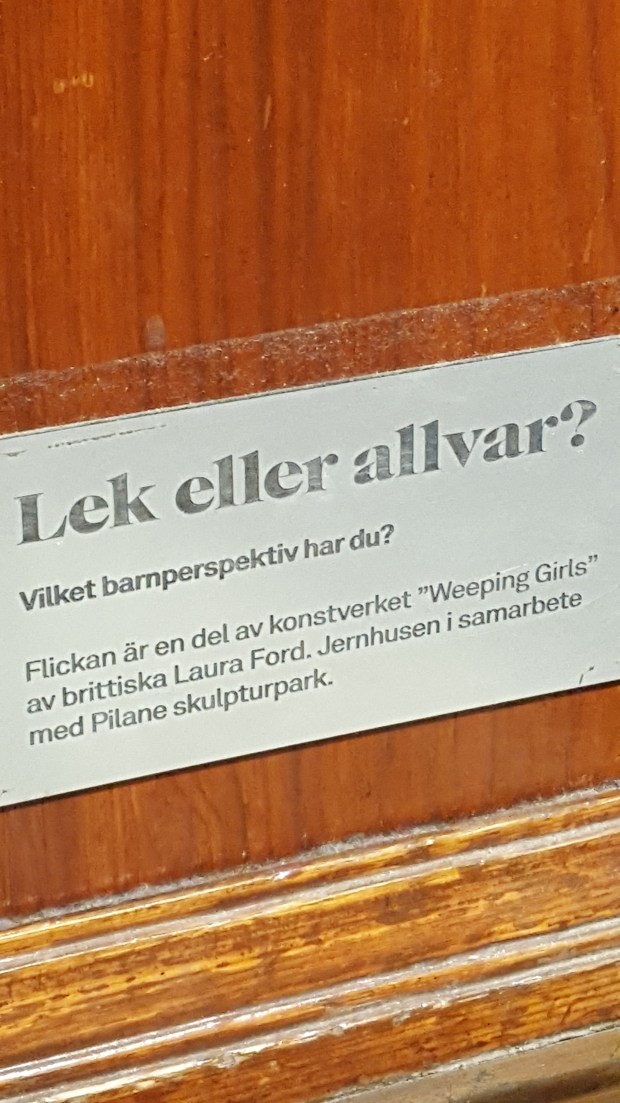 Lek eller allvar?
Vilket barnperspektiv har du?
Flickan är en del av konstverket ”Weeping Girls”
av brittiska Laura Ford. Jernhusen i samarbete
med Pilane skulpturpark.